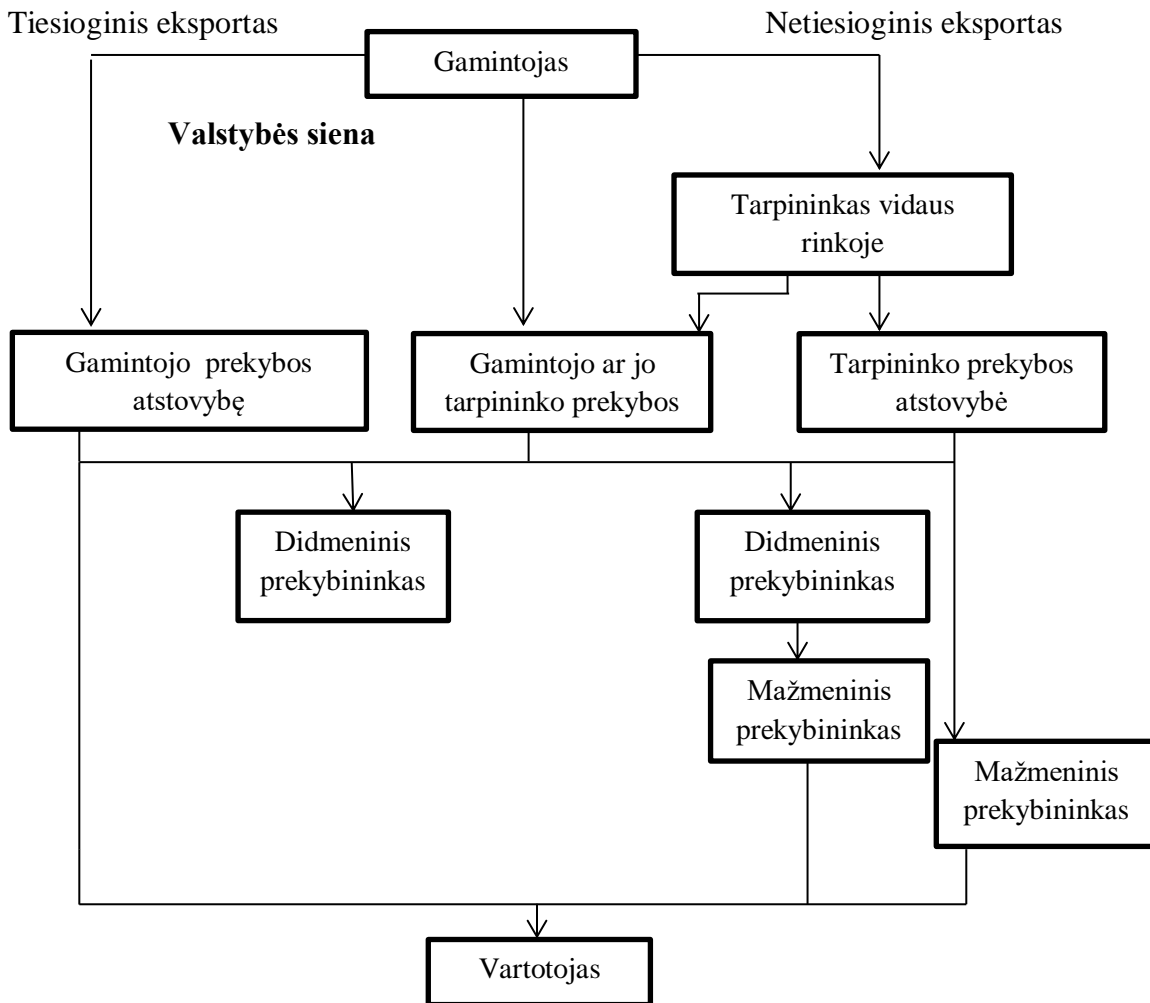 Tiesioginis eksportas
Netiesioginis eksportas
Gamintojas
Valstybės siena
Tarpininkas vidaus
rinkoje
Gamintojo prekybos
atstovybę
Gamintojo ar jo
tarpininko prekybos
Tarpininko prekybos
atstovybė
Didmeninis
prekybininkas
Didmeninis
prekybininkas
Mažmeninis
prekybininkas
Mažmeninis
prekybininkas
Vartotojas